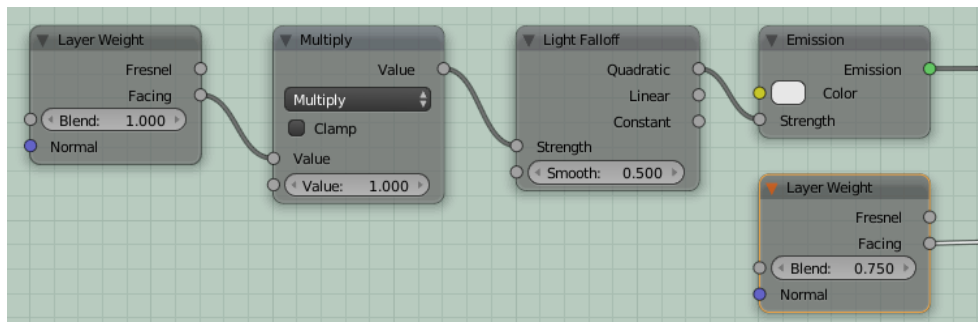 Layer Weight
Fresnel
Facing
Blend: 1.000
Normal
Multiply
Value
Multiply
Clamp
Value
Value: 1.000
Light Falloff
Quadratic
Linear
Constant
Strength
Smooth: 0.500
Emission
Emission
Color
Strength
Layer Weight
Fresnel
Facing
Blend: 0.750
Normal